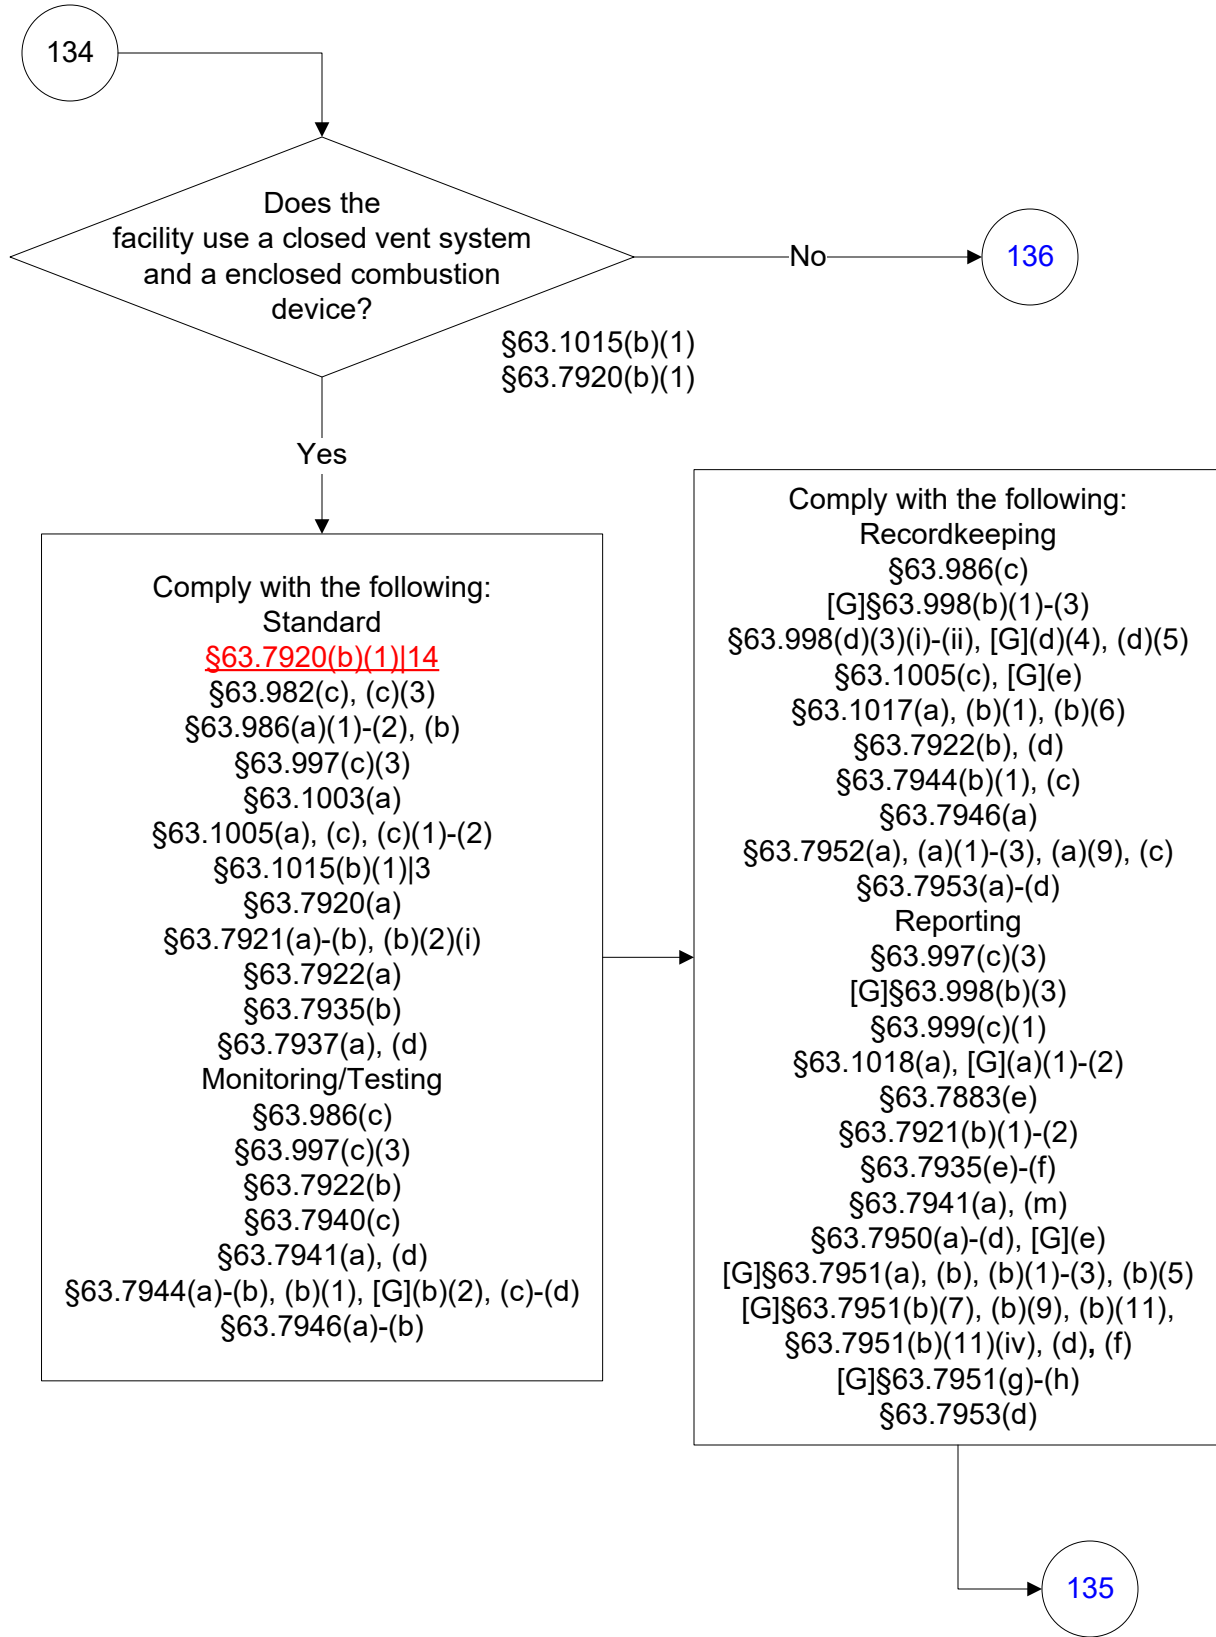 134
Does the
facility use a closed vent system
and a enclosed combustion
device?
No
136
§63.1015(b)(1)
§63.7920(b)(1)
Yes
Comply with the following:
Standard
§63.7920(b)(1)|14
§63.982(c), (c)(3)
§63.986(a)(1)-(2), (b)
§63.997(c)(3)
§63.1003(a)
§63.1005(a), (c), (c)(1)-(2)
§63.1015(b)(1)|3
§63.7920(a)
§63.7921(a)-(b), (b)(2)(i)
§63.7922(a)
§63.7935(b)
§63.7937(a), (d)
Monitoring/Testing
§63.986(c)
§63.997(c)(3)
§63.7922(b)
§63.7940(c)
§63.7941(a), (d)
§63.7944(a)-(b), (b)(1), [G](b)(2), (c)-(d)
§63.7946(a)-(b)
Comply with the following:
Recordkeeping
§63.986(c)
[G]§63.998(b)(1)-(3)
§63.998(d)(3)(i)-(ii), [G](d)(4), (d)(5)
§63.1005(c), [G](e)
§63.1017(a), (b)(1), (b)(6)
§63.7922(b), (d)
§63.7944(b)(1), (c)
§63.7946(a)
§63.7952(a), (a)(1)-(3), (a)(9), (c)
§63.7953(a)-(d)
Reporting
§63.997(c)(3)
[G]§63.998(b)(3)
§63.999(c)(1)
§63.1018(a), [G](a)(1)-(2)
§63.7883(e)
§63.7921(b)(1)-(2)
§63.7935(e)-(f)
§63.7941(a), (m)
§63.7950(a)-(d), [G](e)
[G]§63.7951(a), (b), (b)(1)-(3), (b)(5)
[G]§63.7951(b)(7), (b)(9), (b)(11),
§63.7951(b)(11)(iv), (d), (f)
[G]§63.7951(g)-(h)
§63.7953(d)
135